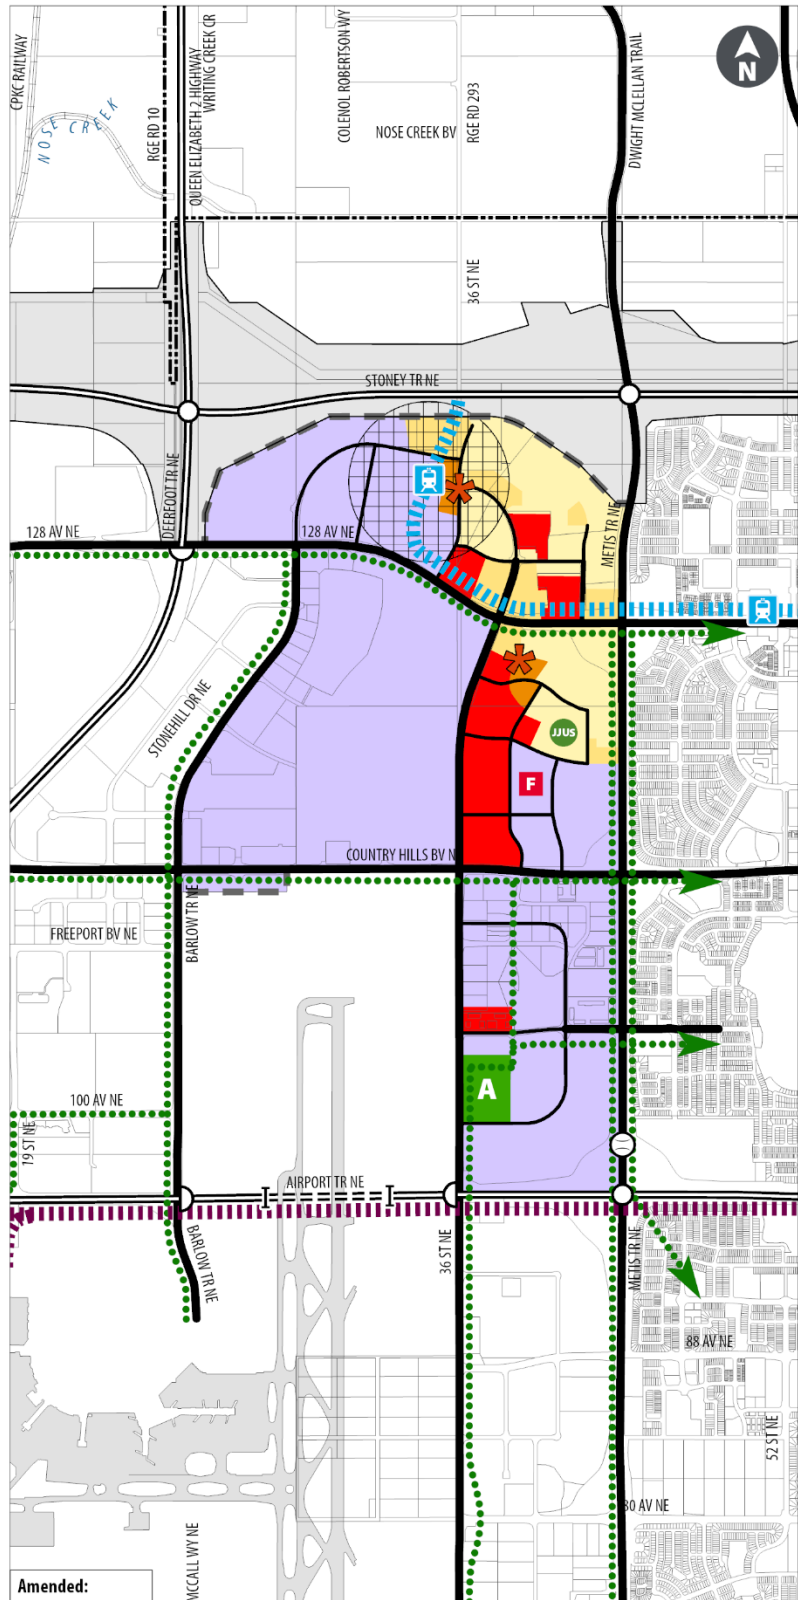 CPKC RAILWAY
NOSE CREEK
RGE RD 10
QUEEN ELIZABETH 2 HIGHWAY
WRITING CREEK CR
COLENOL ROBERTSON WY
NOSE CREEK BV
RGE RD 293
DWIGHT MCLELLAN TRAIL
N
36 ST NE
STONEY TR NE
DEERFOOT TR NE
128 AV NE
128 AV NE
METIS TR NE
STONEHILL DR NE
JJUS
F
COUNTRY HILLS BV N
BARLOW TR NE
FREEPORT BV NE
A
100 AV NE
19 ST NE
AIRPORT TR NE
BARLOW TR NE
36 ST NE
METIS TR NE
88 AV NE
52 ST NE
80 AV NE
MCCALL WY NE
Amended: